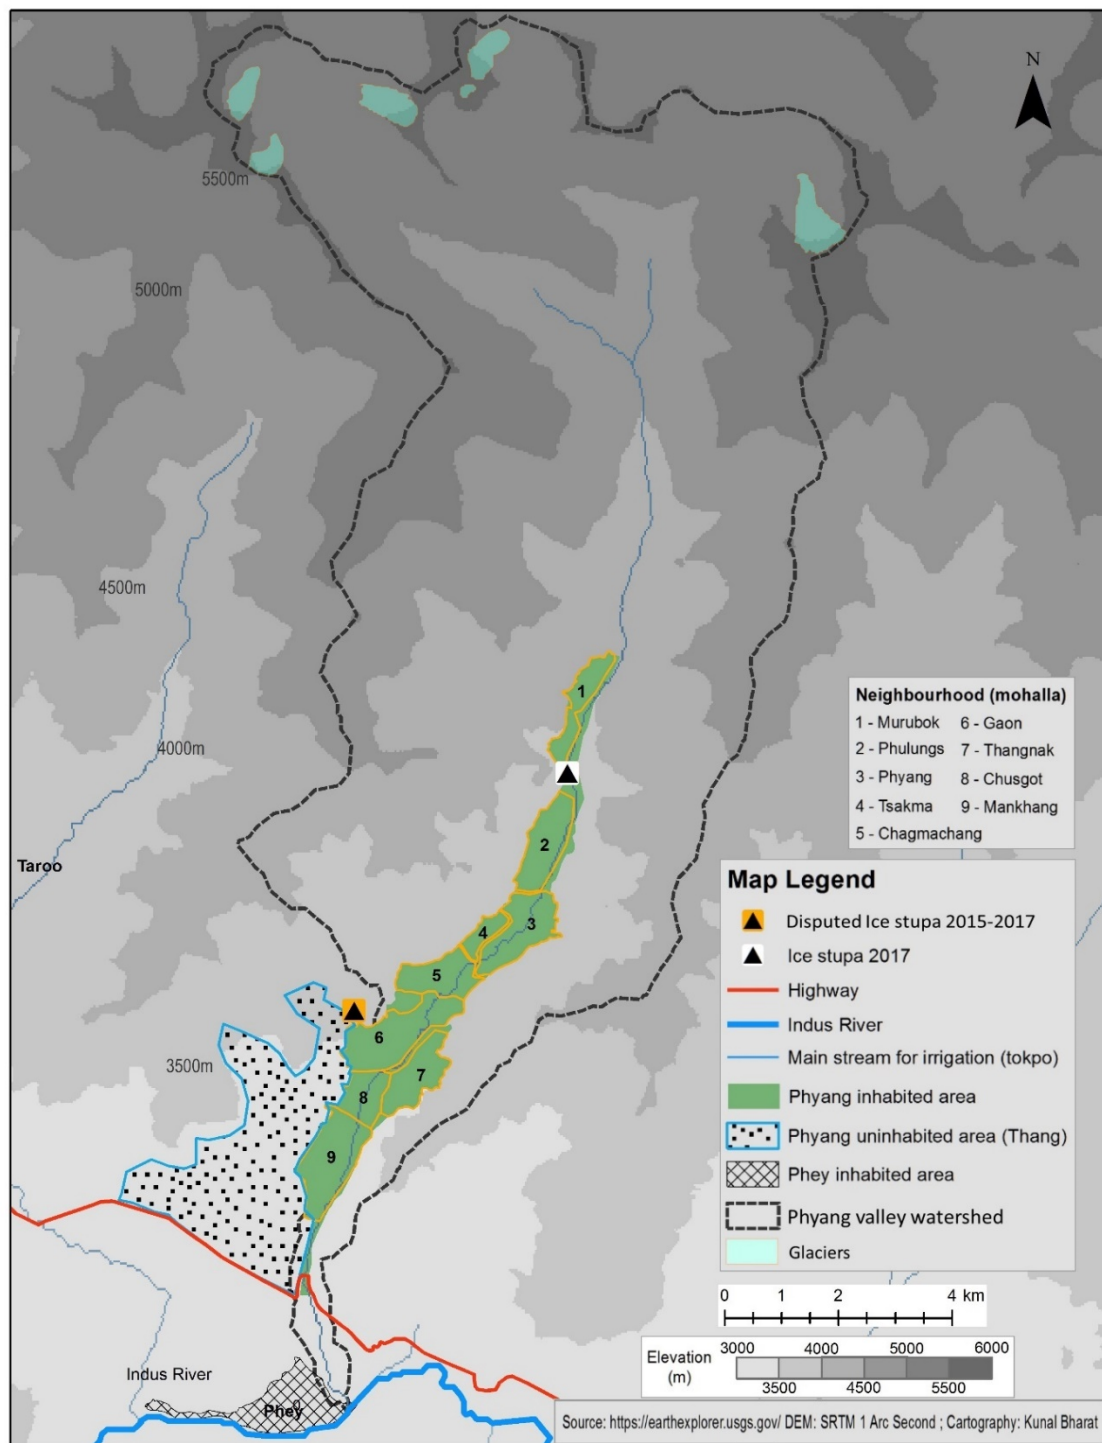 N
5500m
5000m
4500m
4000m
Taroo
3500m
1
2
3
4
5
6
7
8
9
Neighbourhood (mohalla)
1 - Murubok 6 - Gaon
2 - Phulungs 7 - Thangnak
3 - Phyang 8 - Chusgot
4 - Tsakma 9 - Mankhang
5 - Chagmachang
Map Legend
Disputed Ice stupa 2015-2017
Ice stupa 2017
Highway
Indus River
Main stream for irrigation (tokpo)
Phyang inhabited area
Phyang uninhabited area (Thang)
Phey inhabited area
Phyang valley watershed
Glaciers
0 1 2 4 km
Elevation (m)
3000 4000 5000 6000
3500 4500 5500
Indus River
Phey
Source: https://earthexplorer.usgs.gov/ DEM: SRTM 1 Arc Second ; Cartography: Kunal Bharat